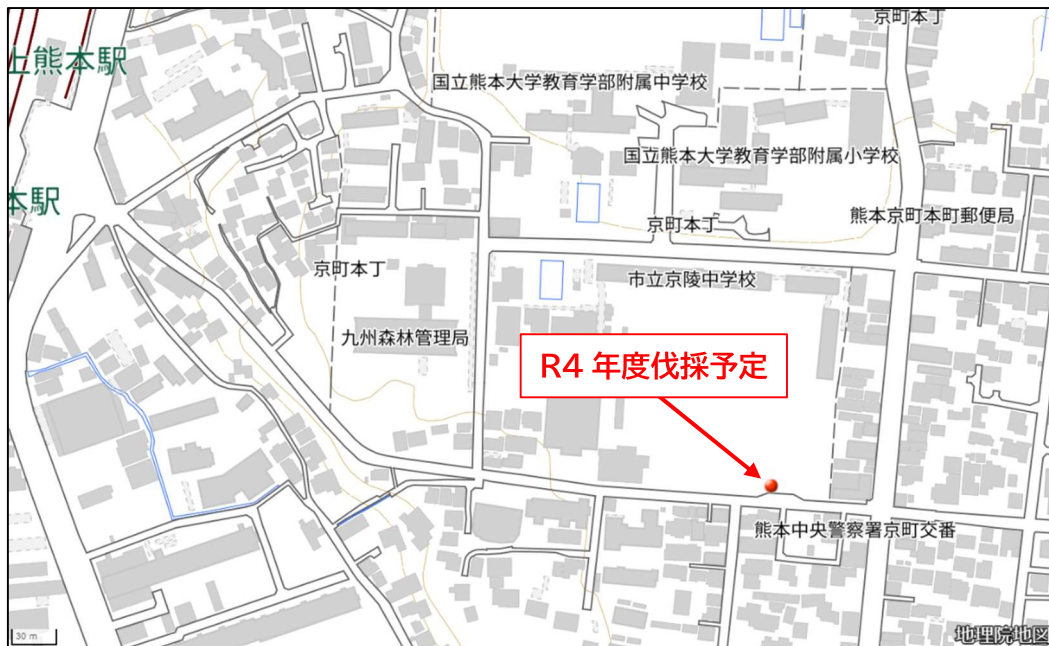 京町本丁
上熊本駅
国立熊本大学教育学部附属中学校
国立熊本大学教育学部附属小学校
本駅
熊本京町本町郵便局
京町本丁
京町本丁
市立京陵中学校
九州森林管理局
R4 年度伐採予定
熊本中央警察署京町交番
30 m
地理院地図